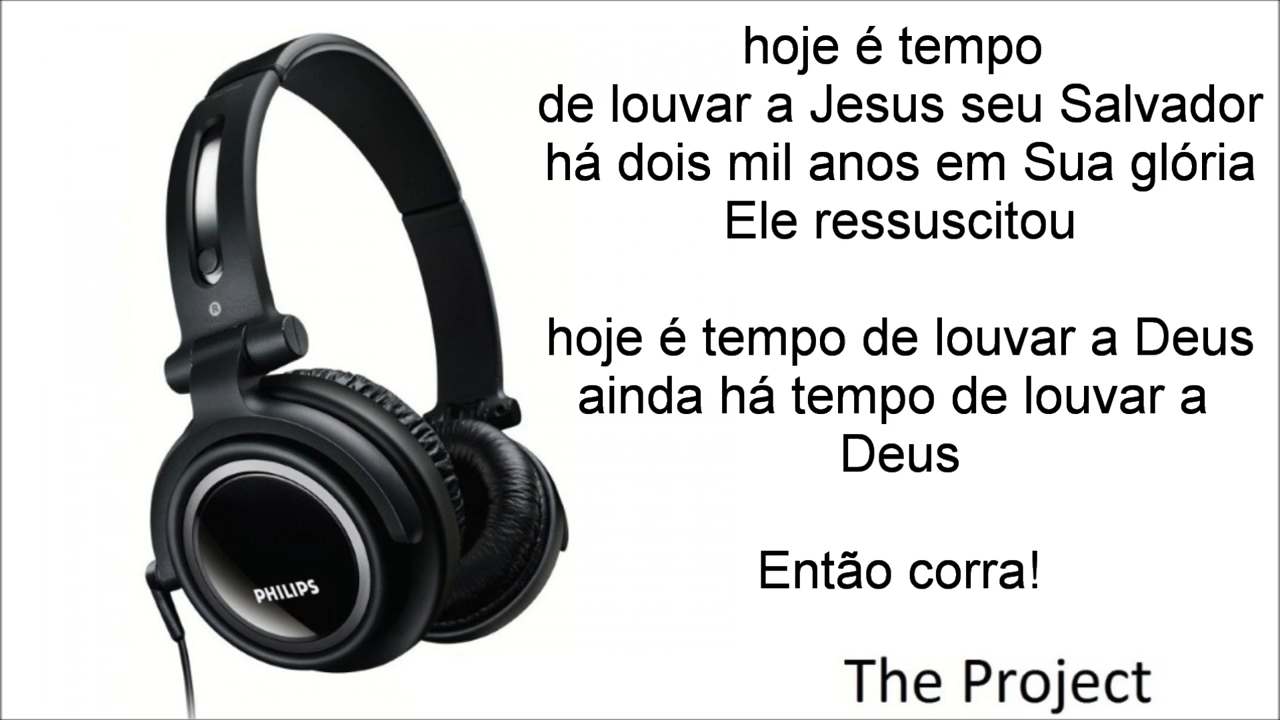 hoje é tempo
de louvar a Jesus seu Salvador
há dois mil anos em Sua glória
Ele ressuscitou
hoje é tempo de louvar a Deus
ainda há tempo de louvar a
Deus
Então corra!
The Project
R
PHILIPS